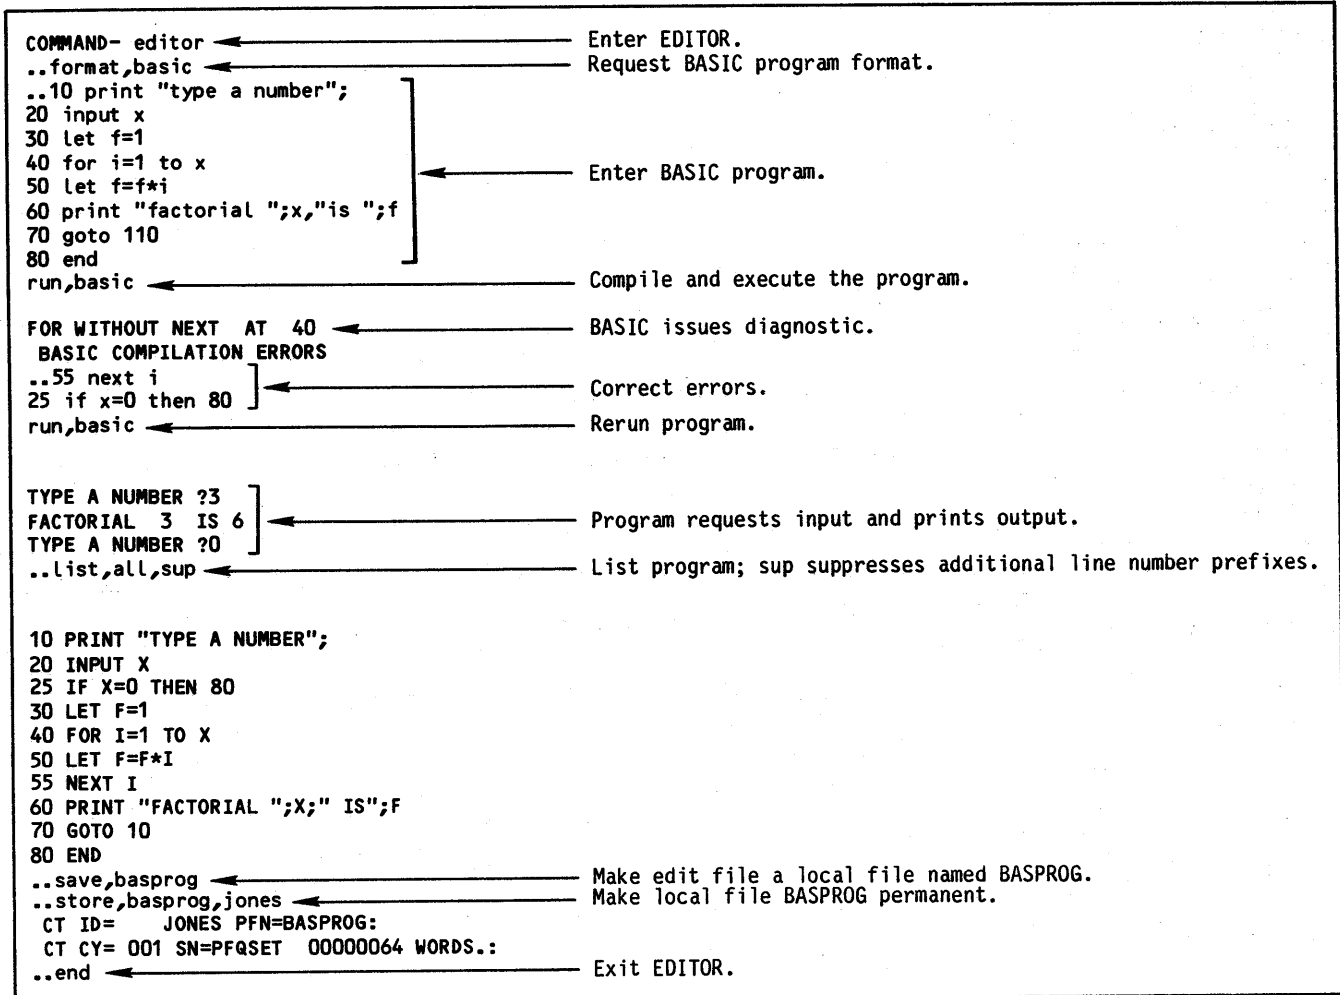 COMMAND- editor Enter EDITOR.
..format,basic Request BASIC program format.
..10 print "type a number";
20 input x
30 let f=1
40 for i=1 to x
50 let f=f*i Enter BASIC program.
60 print "factorial ";x,"is ";f
70 goto 110
80 end
run,basic Compile and execute the program.
FOR WITHOUT NEXT AT 40 BASIC issues diagnostic.
BASIC COMPILATION ERRORS
..55 next i
25 if x=0 then 80 Correct errors.
run,basic Rerun program.
TYPE A NUMBER ?3
FACTORIAL 3 IS 6 Program requests input and prints output.
TYPE A NUMBER ?0
..list,all,sup List program; sup suppresses additional line number prefixes.
10 PRINT "TYPE A NUMBER";
20 INPUT X
25 IF X=0 THEN 80
30 LET F=1
40 FOR I=1 TO X
50 LET F=F*I
55 NEXT I
60 PRINT "FACTORIAL ";X;" IS";F
70 GOTO 10
80 END
..save,basprog Make edit file a local file named BASPROG.
..store,basprog,jones Make local file BASPROG permanent.
CT ID= JONES PFN=BASPROG:
CT CY= 001 SN=PFQSET 00000064 WORDS.:
..end Exit EDITOR.